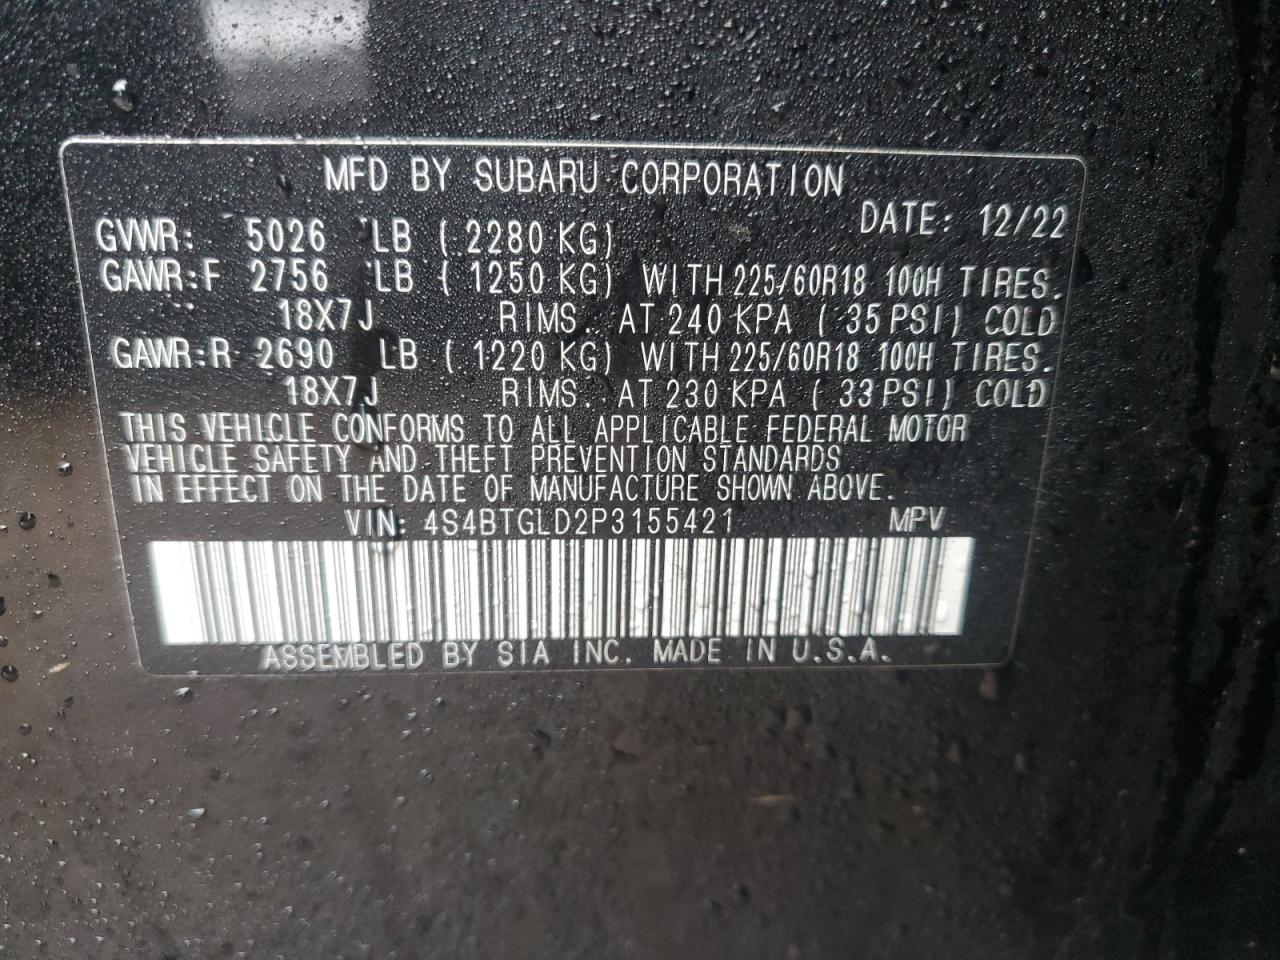 MFD BY SUBARU CORPORATION
DATE: 12/22
GVWR: 5026 LB ( 2280 KG)
GAWR:F 2756 LB ( 1250 KG) WITH 225/60R18 100H TIRES.
18X7J RIMS. AT 240 KPA ( 35 PSI) COLD
GAWR:R 2690 LB ( 1220 KG) WITH 225/60R18 100H TIRES.
18X7J RIMS. AT 230 KPA ( 33 PSI) COLD
THIS VEHICLE CONFORMS TO ALL APPLICABLE FEDERAL MOTOR
VEHICLE SAFETY AND THEFT PREVENTION STANDARDS
IN EFFECT ON THE DATE OF MANUFACTURE SHOWN ABOVE.
VIN: 4S4BTGLD2P3155421 MPV
ASSEMBLED BY SIA INC. MADE IN U.S.A.